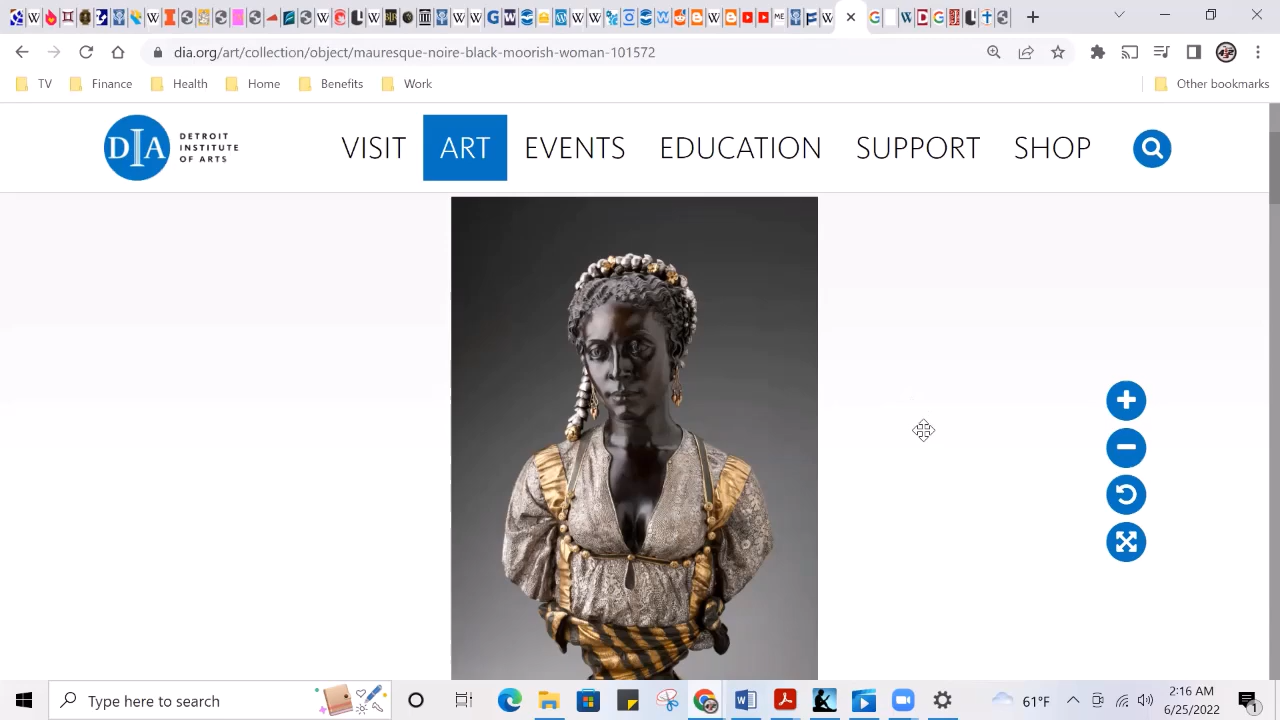 dia.org/art/collection/object/mauresque-noire-black-moorish-woman-101572
TV Finance Health Home Benefits Work Other bookmarks
DIA DETROIT INSTITUTE OF ARTS
VISIT ART EVENTS EDUCATION SUPPORT SHOP
Type here to search
61°F
2:16 AM
6/25/2022